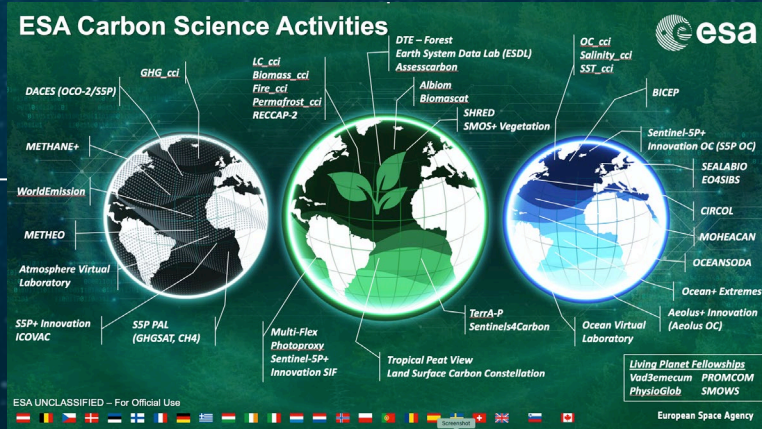 ESA Carbon Science Activities
esa
DACES (OCO-2/S5P)
GHG_cci
METHANE+
WorldEmission
METHEO
Atmosphere Virtual
Laboratory
S5P+ Innovation
ICOVAC
S5P PAL
(GHGSAT, CH4)
LC_cci
Biomass_cci
Fire_cci
Permafrost_cci
RECCAP-2
DTE – Forest
Earth System Data Lab (ESDL)
Assesscarbon
Albiom
Biomascat
SHRED
SMOS+ Vegetation
Multi-Flex
Photoproxy
Sentinel-5P+
Innovation SIF
Tropical Peat View
Land Surface Carbon Constellation
TerrA-P
Sentinels4Carbon
OC_cci
Salinity_cci
SST_cci
BICEP
Sentinel-5P+
Innovation OC (S5P OC)
SEALABIO
EO4SIBS
CIRCOL
MOHEACAN
OCEANSODA
Ocean+ Extremes
Aeolus+ Innovation
(Aeolus OC)
Ocean Virtual
Laboratory
Living Planet Fellowships
Vad3emecum PROMCOM
PhysioGlob SMOWS
ESA UNCLASSIFIED – For Official Use
Screenshot
European Space Agency